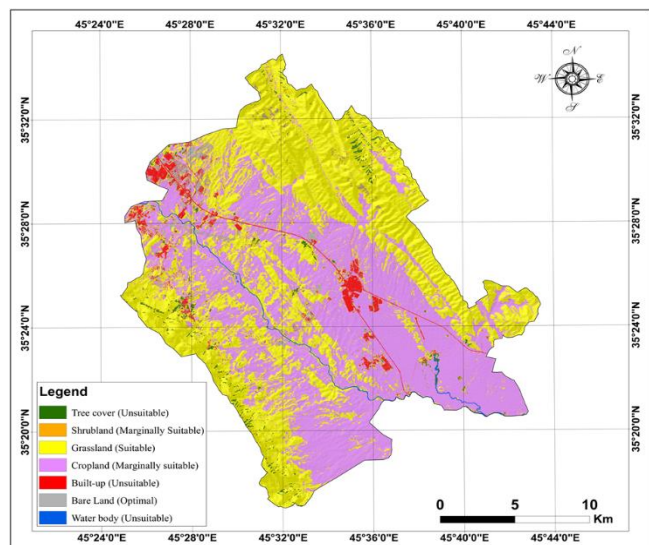 45°24'0"E 45°28'0"E 45°32'0"E 45°36'0"E 45°40'0"E 45°44'0"E
N
W E
S
35°32'0"N 35°32'0"N
35°28'0"N 35°28'0"N
35°24'0"N 35°24'0"N
35°20'0"N 35°20'0"N
Legend
Tree cover (Unsuitable)
Shrubland (Marginally Suitable)
Grassland (Suitable)
Cropland (Marginally suitable)
Built-up (Unsuitable)
Bare Land (Optimal)
Water body (Unsuitable)
0 5 10
Km
45°24'0"E 45°28'0"E 45°32'0"E 45°36'0"E 45°40'0"E 45°44'0"E